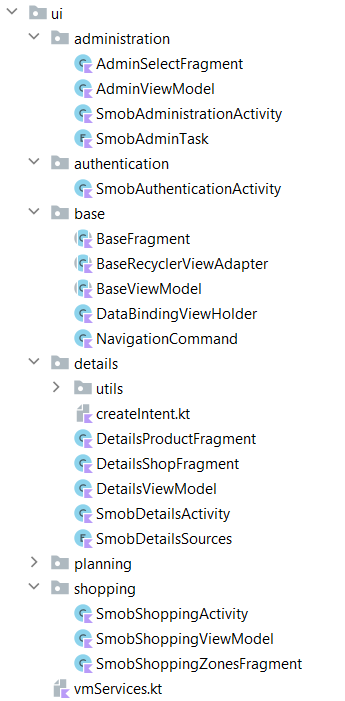 ui
administration
AdminSelectFragment
AdminViewModel
SmobAdministrationActivity
SmobAdminTask
authentication
SmobAuthenticationActivity
base
BaseFragment
BaseRecyclerViewAdapter
BaseViewModel
DataBindingViewHolder
NavigationCommand
details
utils
createIntent.kt
DetailsProductFragment
DetailsShopFragment
DetailsViewModel
SmobDetailsActivity
SmobDetailsSources
planning
shopping
SmobShoppingActivity
SmobShoppingViewModel
SmobShoppingZonesFragment
vmServices.kt